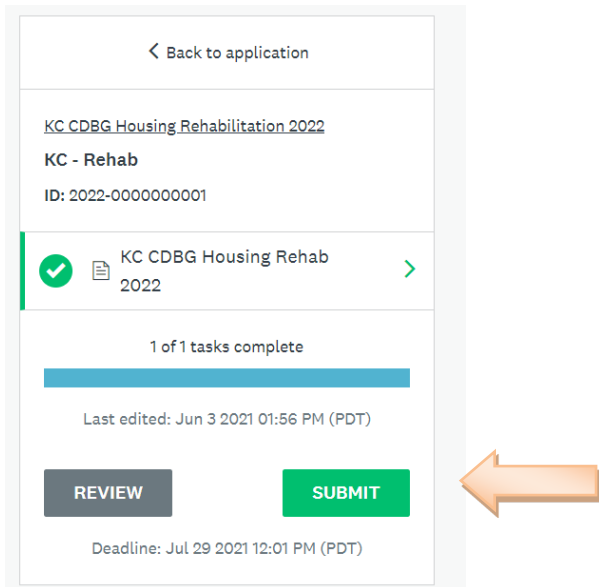 Back to application
KC CDBG Housing Rehabilitation 2022
KC - Rehab
ID: 2022-0000000001
KC CDBG Housing Rehab
2022
1 of 1 tasks complete
Last edited: Jun 3 2021 01:56 PM (PDT)
REVIEW SUBMIT
Deadline: Jul 29 2021 12:01 PM (PDT)